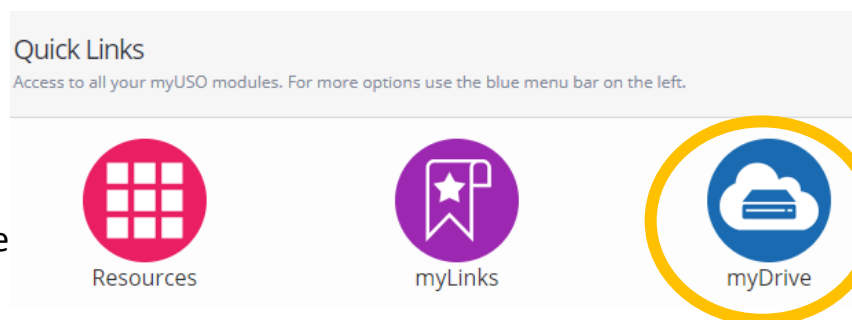 Quick Links
Access to all your myUSO modules. For more options use the blue menu bar on the left.
e
Resources
myLinks
myDrive